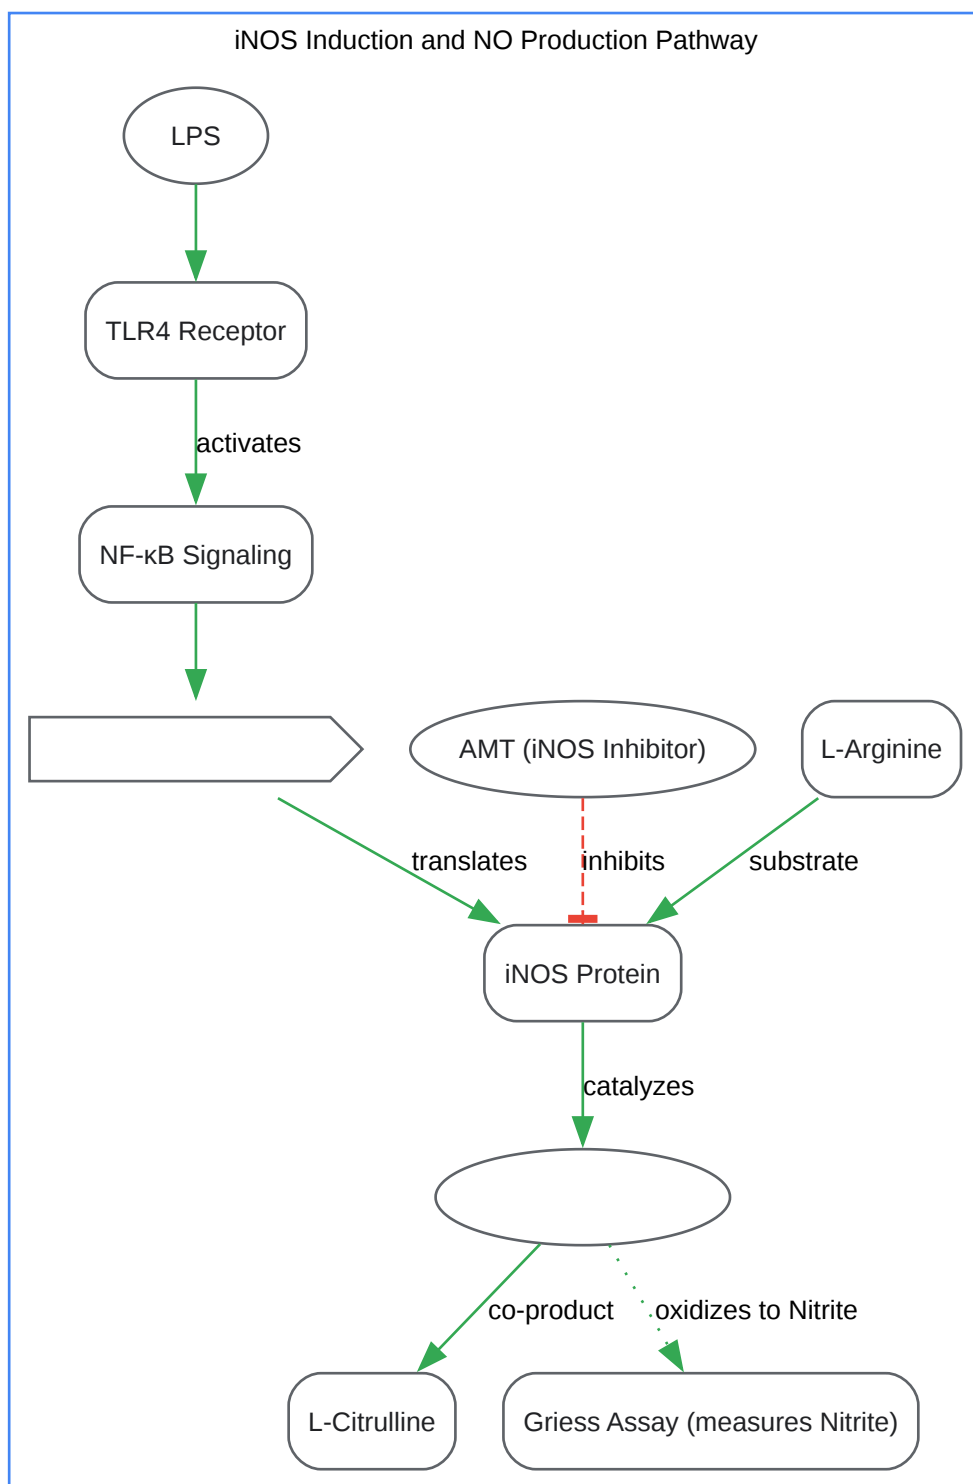 iNOS Induction and NO Production Pathway
LPS
TLR4 Receptor
activates
NF-κB Signaling
AMT (iNOS Inhibitor)
L-Arginine
translates
inhibits
substrate
iNOS Protein
catalyzes
co-product
oxidizes to Nitrite
L-Citrulline
Griess Assay (measures Nitrite)